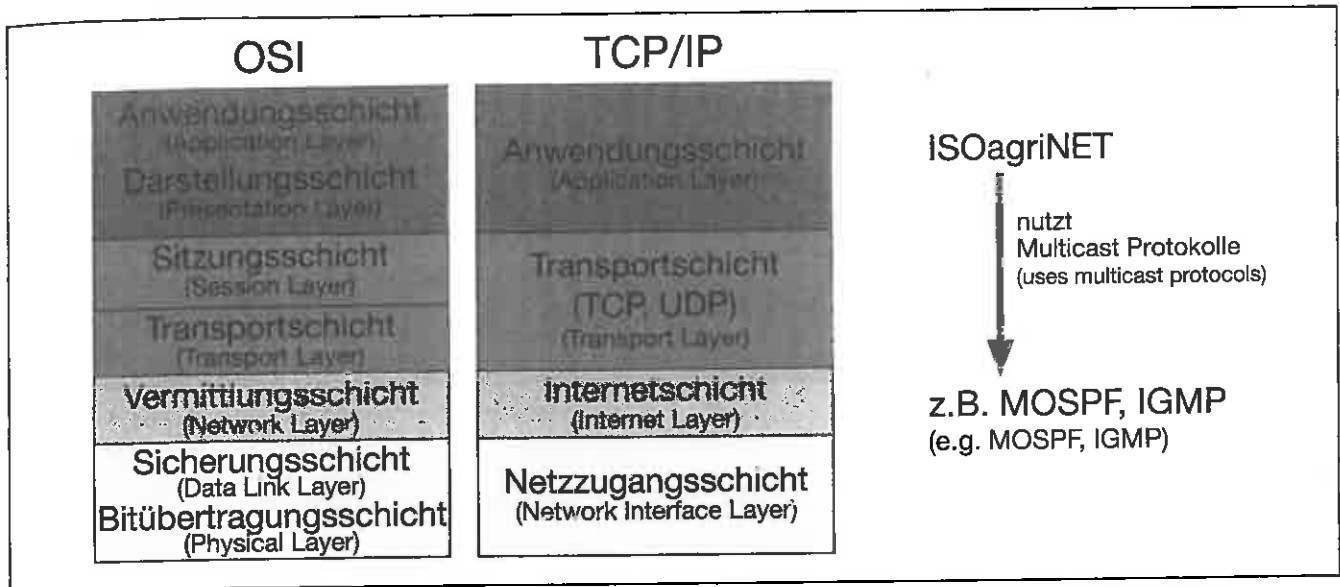 OSI
Anwendungsschicht
(Application Layer)
Darstellungsschicht
(Presentation Layer)
Sitzungsschicht
(Session Layer)
Transportschicht
(Transport Layer)
Vermittlungsschicht
(Network Layer)
Sicherungsschicht
(Data Link Layer)
Bitübertragungsschicht
(Physical Layer)
TCP/IP
Anwendungsschicht
(Application Layer)
Transportschicht
(TCP, UDP)
(Transport Layer)
Internetschicht
(Internet Layer)
Netzzugangsschicht
(Network Interface Layer)
ISOagriNET
nutzt
Multicast Protokolle
(uses multicast protocols)
z.B. MOSPF, IGMP
(e.g. MOSPF, IGMP)